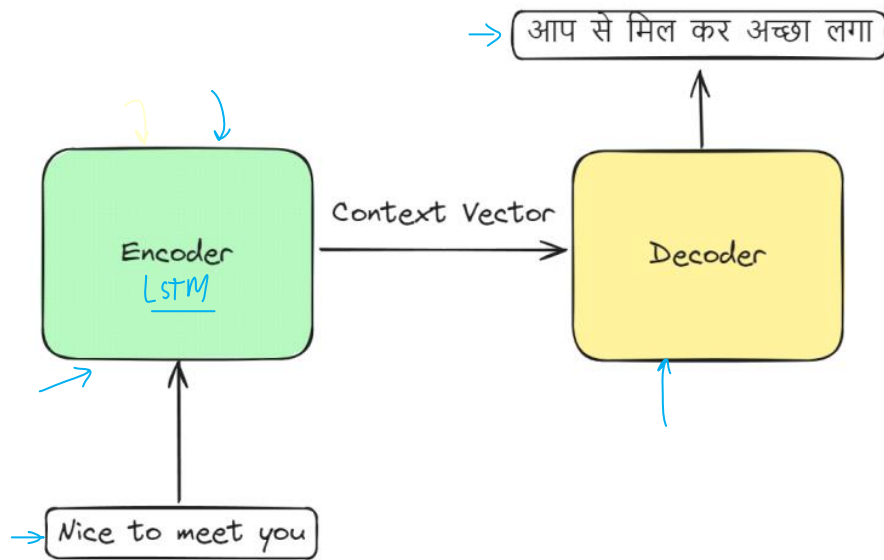 आप से मिल कर अच्छा लगा
Context Vector
Encoder
LSTM
Decoder
Nice to meet you